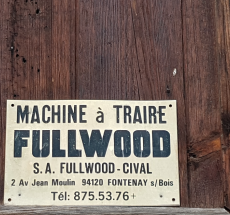 MACHINE à TRAIRE
FULLWOOD
S.A. FULLWOOD - CIVAL
2 Av Jean Moulin 94120 FONTENAY s/Bois
Tél: 875.53.76+